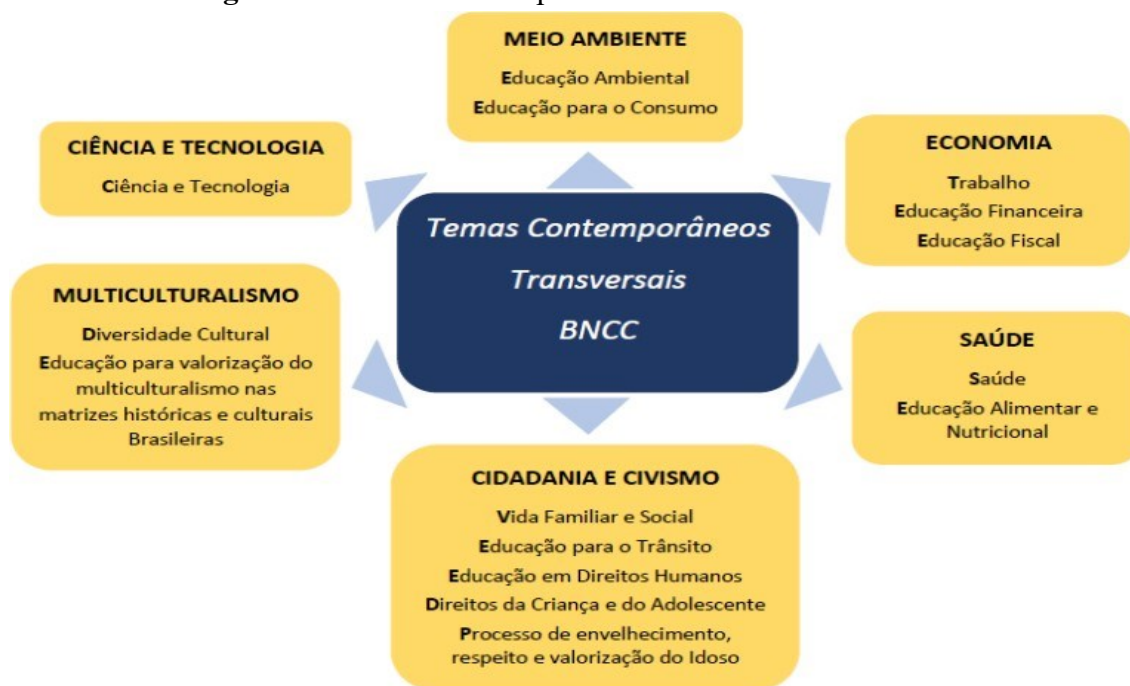 MEIO AMBIENTE
Educação Ambiental
Educação para o Consumo
CIÊNCIA E TECNOLOGIA
Ciência e Tecnologia
ECONOMIA
Trabalho
Educação Financeira
Educação Fiscal
Temas Contemporâneos
Transversais
BNCC
MULTICULTURALISMO
Diversidade Cultural
Educação para valorização do
multiculturalismo nas
matrizes históricas e culturais
Brasileiras
SAÚDE
Saúde
Educação Alimentar e
Nutricional
CIDADANIA E CIVISMO
Vida Familiar e Social
Educação para o Trânsito
Educação em Direitos Humanos
Direitos da Criança e do Adolescente
Processo de envelhecimento,
respeito e valorização do Idoso